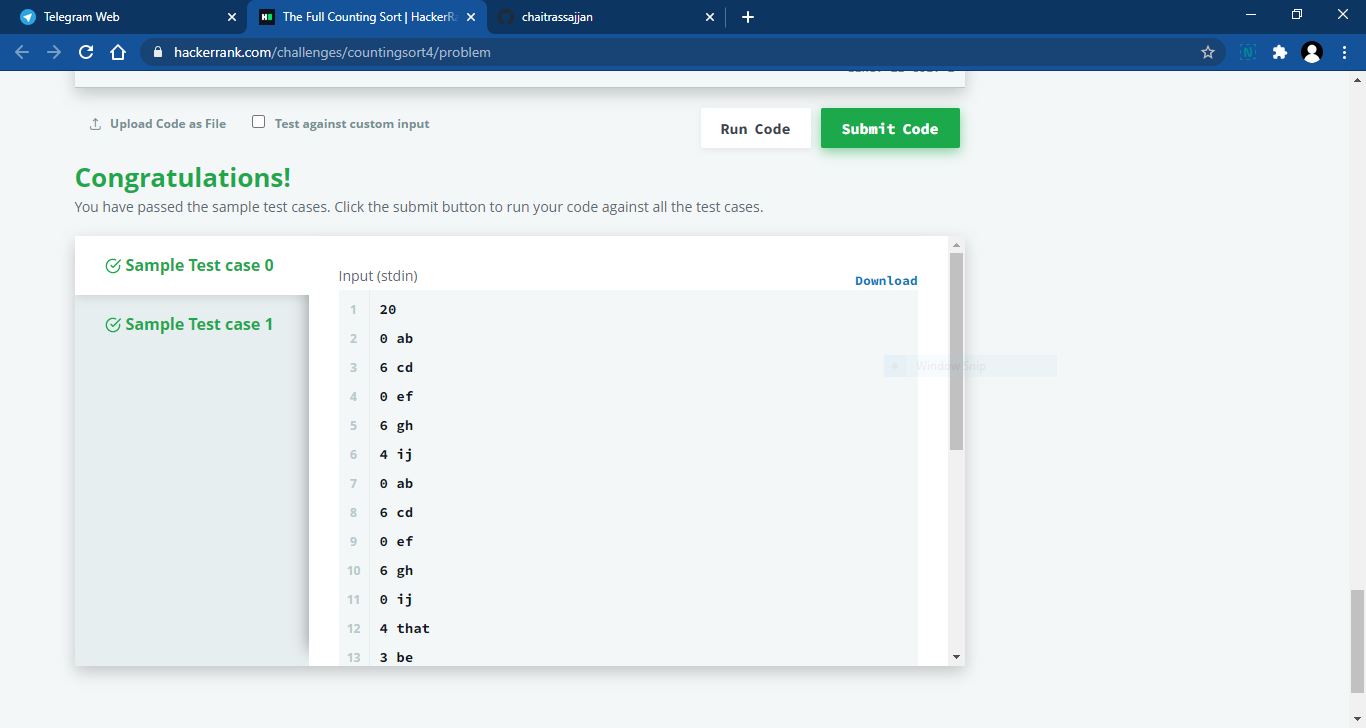 Telegram Web
The Full Counting Sort | HackerRa
chaitrassajjan
hackerrank.com/challenges/countingsort4/problem
Upload Code as File
Test against custom input
Run Code
Submit Code
Congratulations!
You have passed the sample test cases. Click the submit button to run your code against all the test cases.
Sample Test case 0
Sample Test case 1
Input (stdin)
Download
1 20
2 0 ab
3 6 cd
4 0 ef
5 6 gh
6 4 ij
7 0 ab
8 6 cd
9 0 ef
10 6 gh
11 0 ij
12 4 that
13 3 be
Window Snip